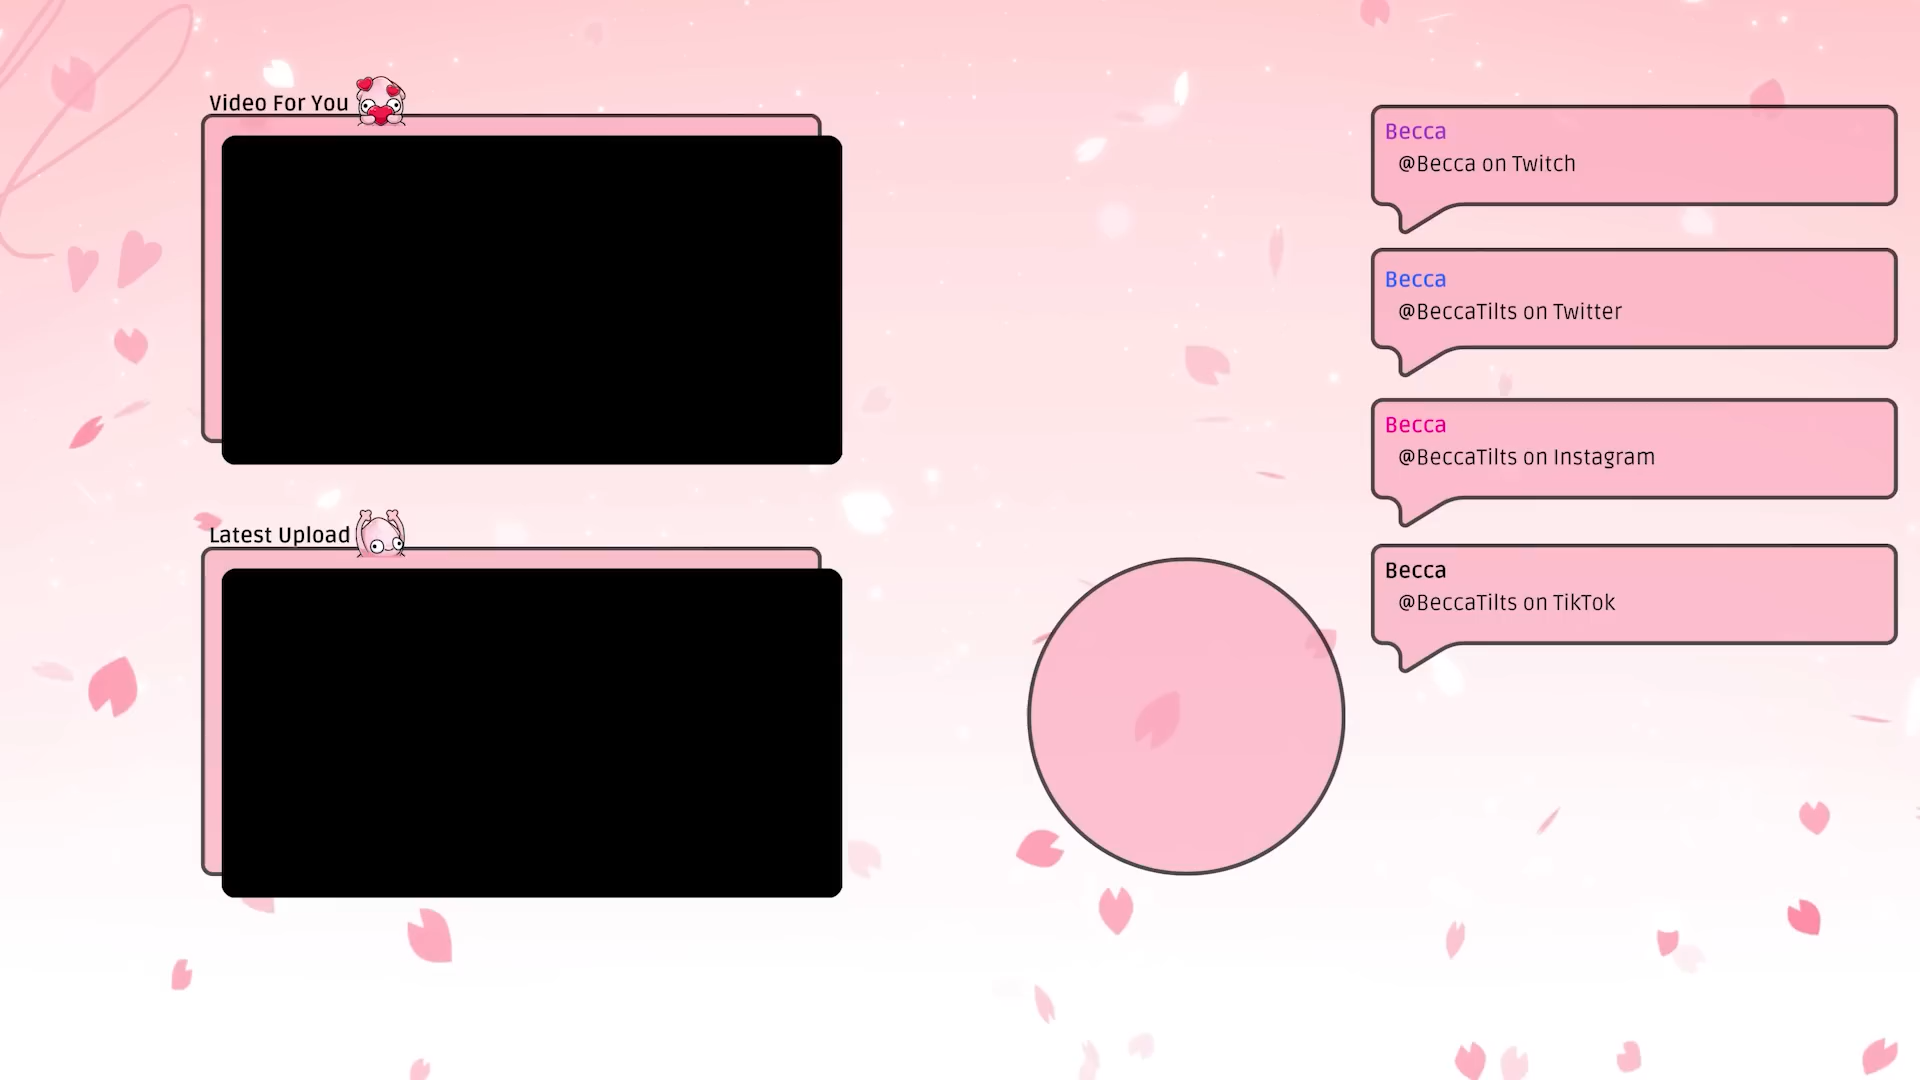 Video For You
Latest Upload
Becca
@Becca on Twitch
Becca
@BeccaTilts on Twitter
Becca
@BeccaTilts on Instagram
Becca
@BeccaTilts on TikTok